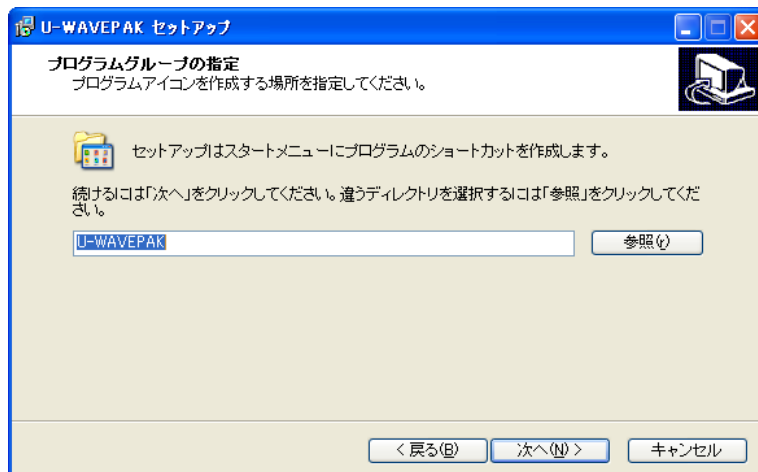 U-WAVEPAK セットアップ
プログラムグループの指定
プログラムアイコンを作成する場所を指定してください。
セットアップはスタートメニューにプログラムのショートカットを作成します。
続けるには「次へ」をクリックしてください。違うディレクトリを選択するには「参照」をクリックしてくだ
さい。
U-WAVEPAK
参照(r)
< 戻る(B)
次へ(N) >
キャンセル